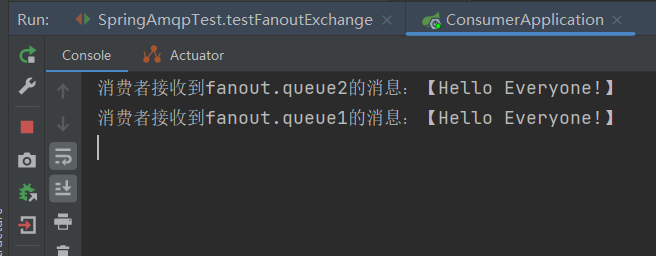 Run: SpringAmqpTest.testFanoutExchange ConsumerApplication
Console Actuator
消费者接收到fanout.queue2的消息：【Hello Everyone!】
消费者接收到fanout.queue1的消息：【Hello Everyone!】